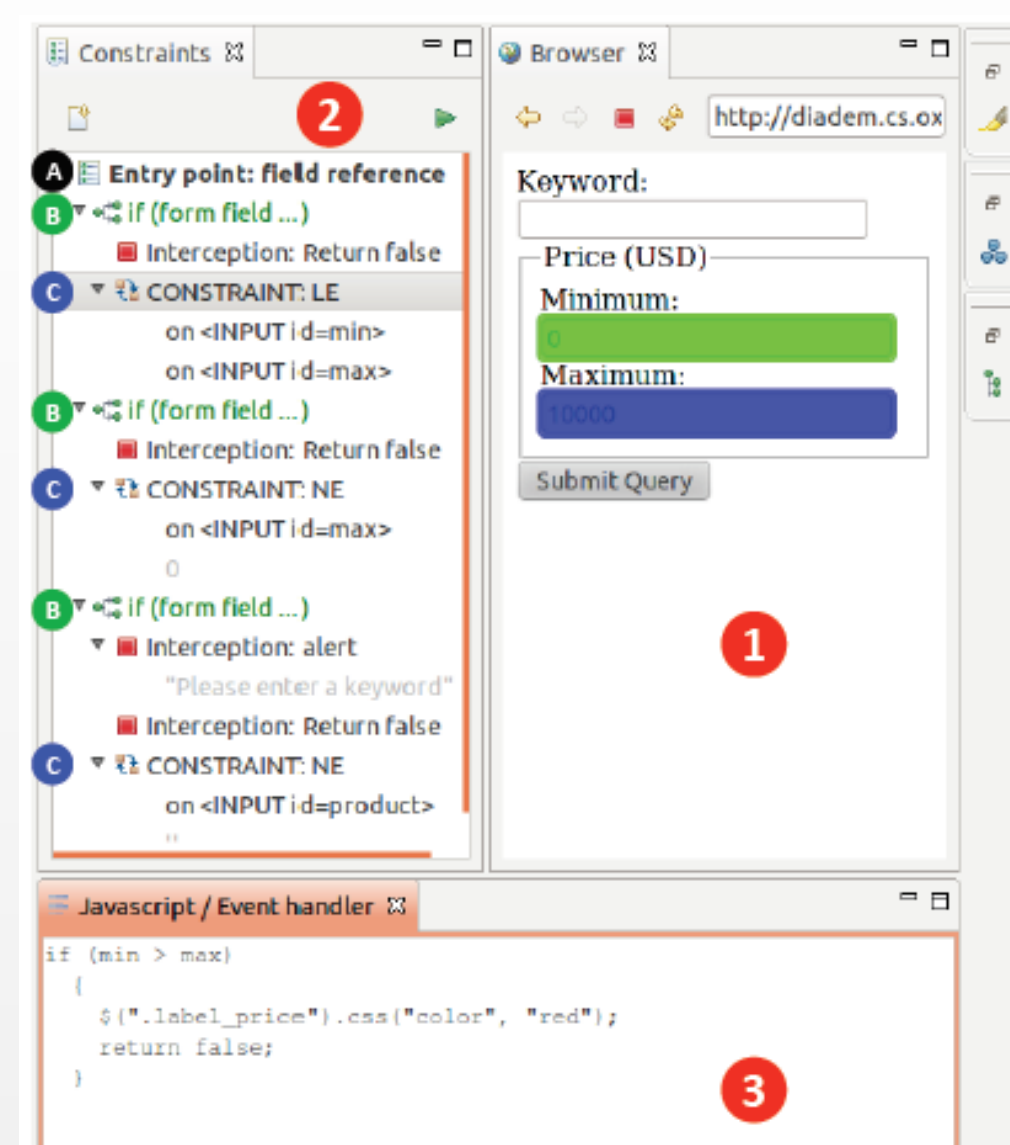 Constraints
2
A Entry point: field reference
B if (form field ...)
Interception: Return false
C CONSTRAINT: LE
on <INPUT id=min>
on <INPUT id=max>
B if (form field ...)
Interception: Return false
C CONSTRAINT: NE
on <INPUT id=max>
0
B if (form field ...)
Interception: alert
"Please enter a keyword"
Interception: Return false
C CONSTRAINT: NE
on <INPUT id=product>
''
Browser
http://diadem.cs.ox
Keyword:
Price (USD)
Minimum:
0
Maximum:
10000
Submit Query
1
Javascript / Event handler
if (min > max)
{
$(".label_price").css("color", "red");
return false;
}
3